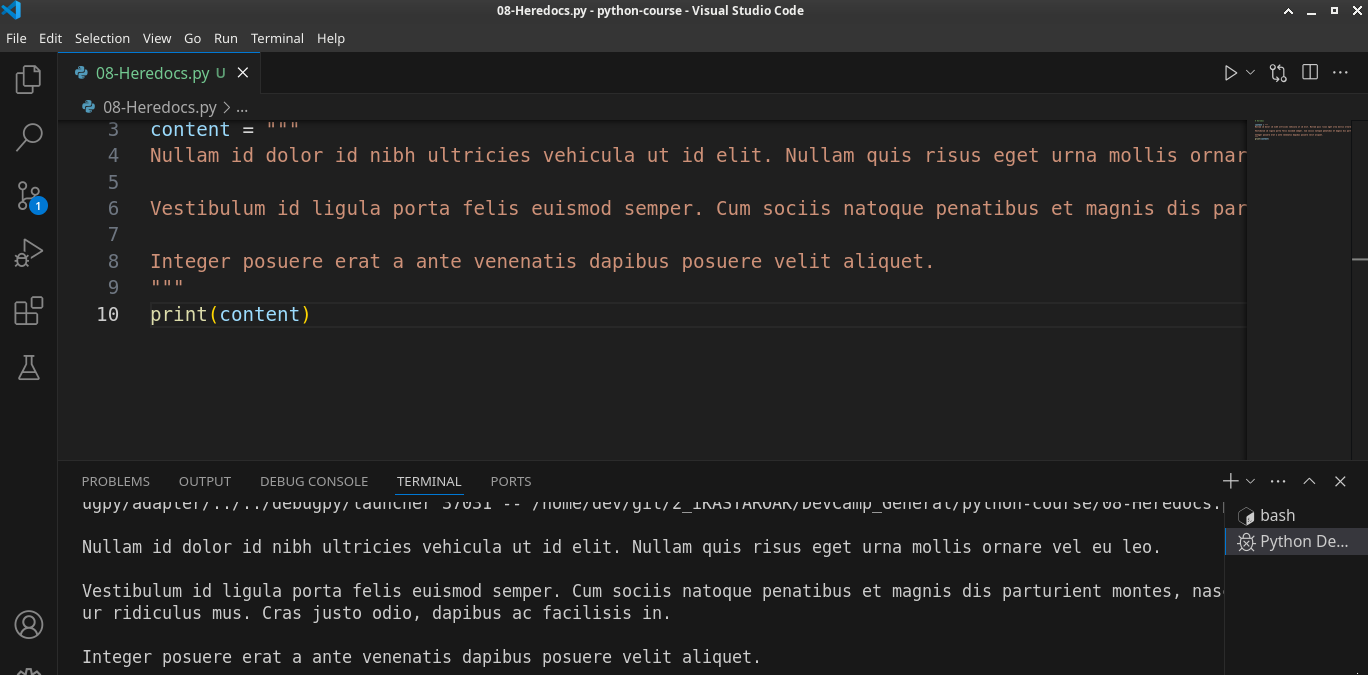 08-Heredocs.py - python-course - Visual Studio Code
File Edit Selection View Go Run Terminal Help
08-Heredocs.py U
08-Heredocs.py > ...
3 content = """
4 Nullam id dolor id nibh ultricies vehicula ut id elit. Nullam quis risus eget urna mollis ornar
5
6 Vestibulum id ligula porta felis euismod semper. Cum sociis natoque penatibus et magnis dis par
7
8 Integer posuere erat a ante venenatis dapibus posuere velit aliquet.
9 """
10 print(content)
1
PROBLEMS OUTPUT DEBUG CONSOLE TERMINAL PORTS
ugpy/adapter/../../debugpy/launcher 37031 -- /home/dev/git/2_IKASTAROAK/DevCamp_General/python-course/08-Heredocs.
Nullam id dolor id nibh ultricies vehicula ut id elit. Nullam quis risus eget urna mollis ornare vel eu leo.
Vestibulum id ligula porta felis euismod semper. Cum sociis natoque penatibus et magnis dis parturient montes, nas
ur ridiculus mus. Cras justo odio, dapibus ac facilisis in.
Integer posuere erat a ante venenatis dapibus posuere velit aliquet.
bash
Python De...